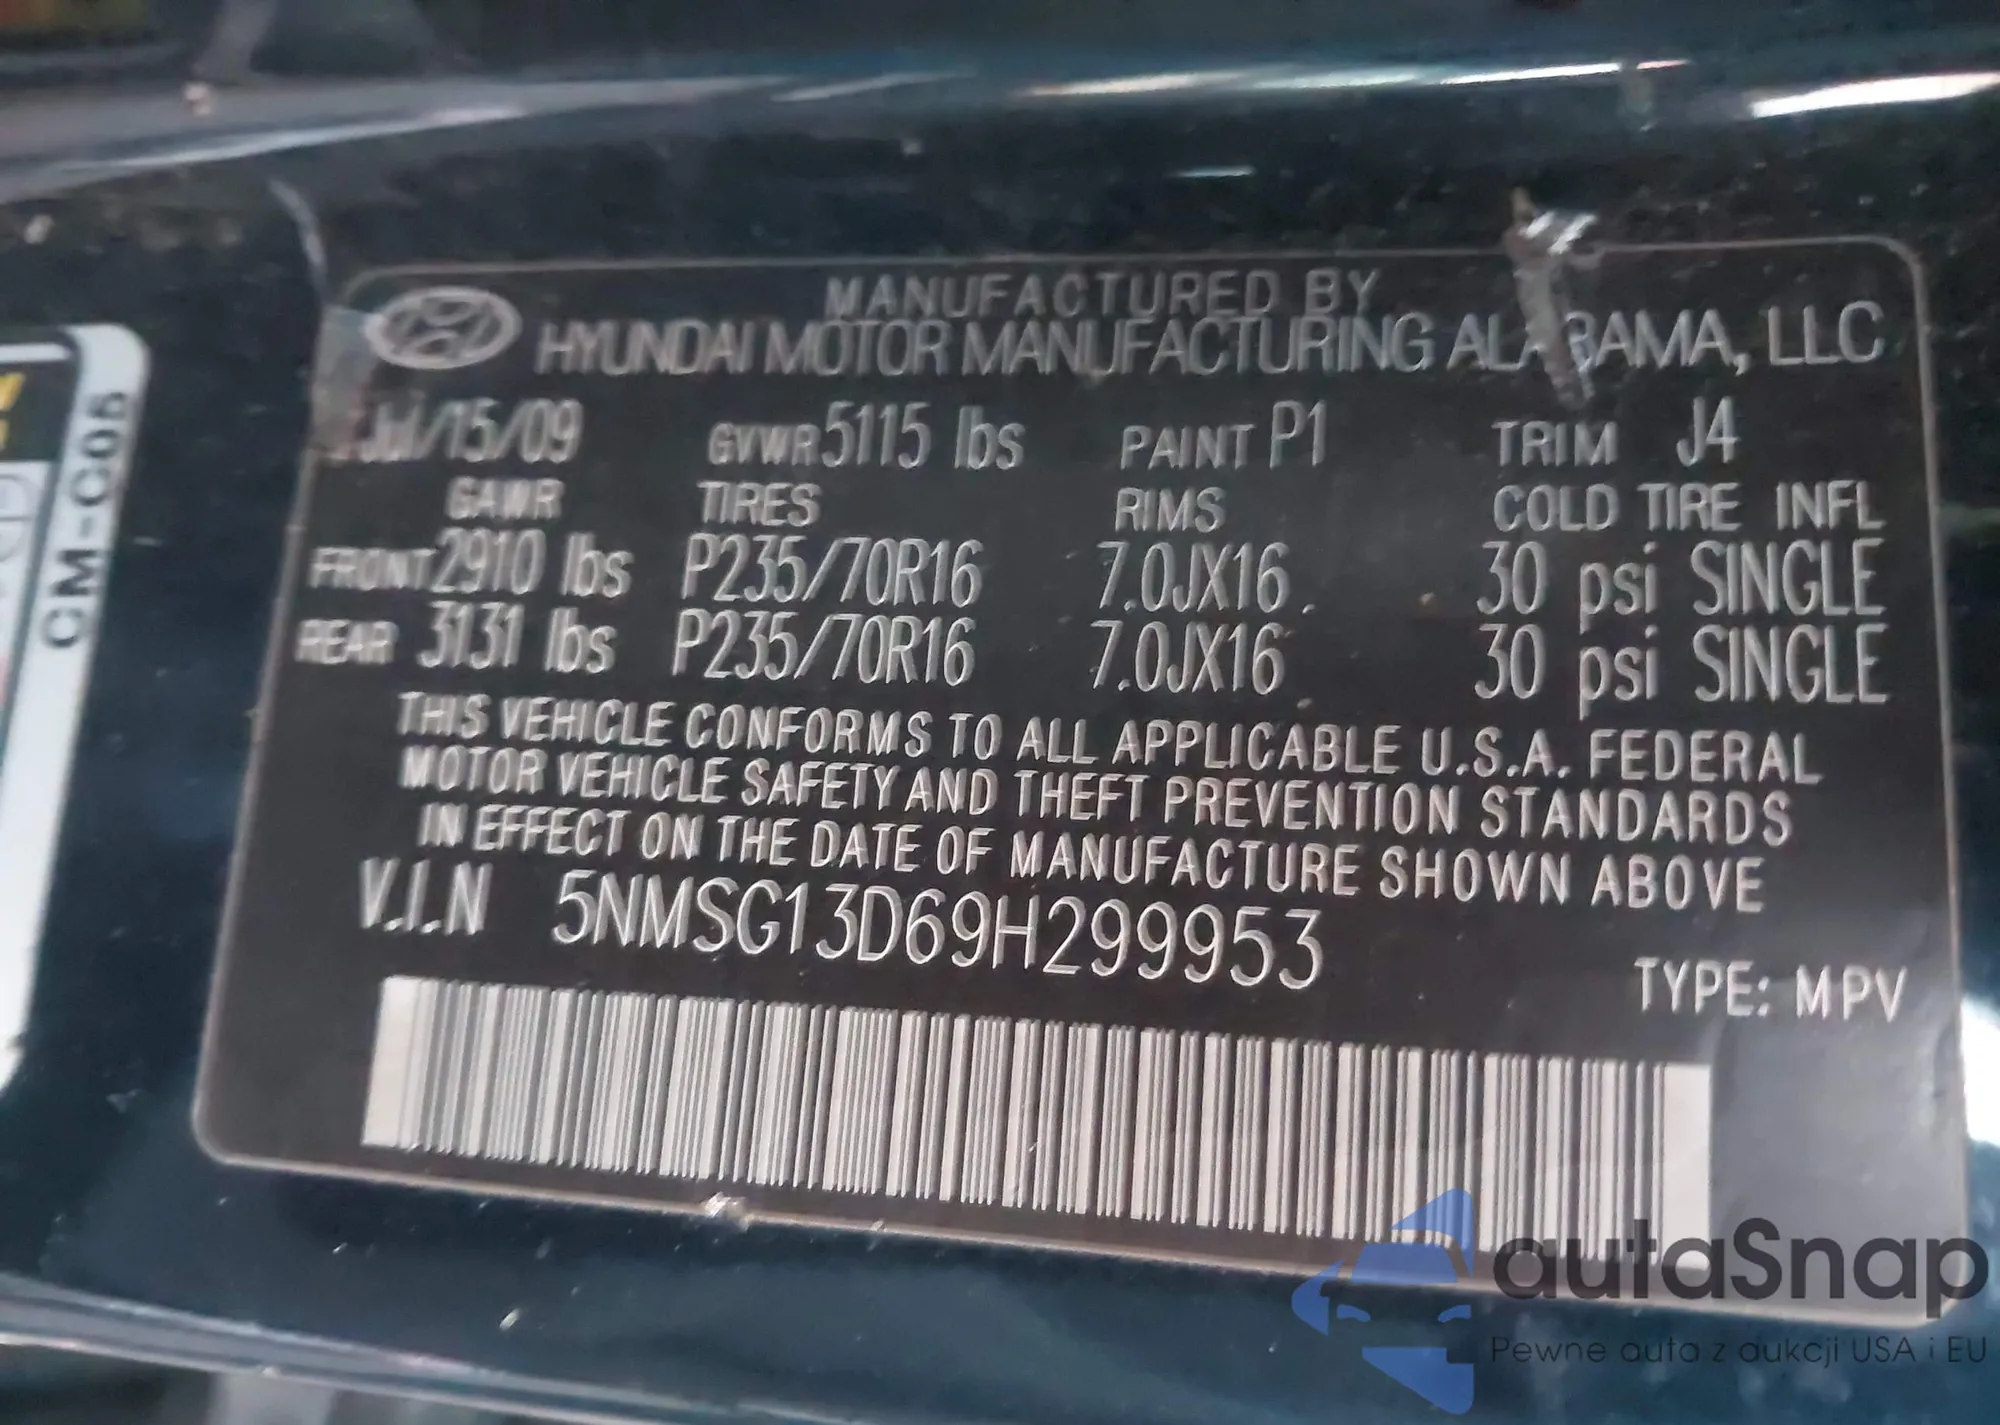 MANUFACTURED BY
HYUNDAI MOTOR MANUFACTURING ALABAMA, LLC
Jul/15/09 GVWR 5115 lbs PAINT P1 TRIM J4
GAWR TIRES RIMS COLD TIRE INFL
FRONT 2910 lbs P235/70R16 7.0JX16 30 psi SINGLE
REAR 3131 lbs P235/70R16 7.0JX16 30 psi SINGLE
THIS VEHICLE CONFORMS TO ALL APPLICABLE U.S.A. FEDERAL
MOTOR VEHICLE SAFETY AND THEFT PREVENTION STANDARDS
IN EFFECT ON THE DATE OF MANUFACTURE SHOWN ABOVE
V.I.N 5NMSG13D69H299953
TYPE: MPV
CM-C05
autaSnap
Pewne auta z aukcji USA i EU